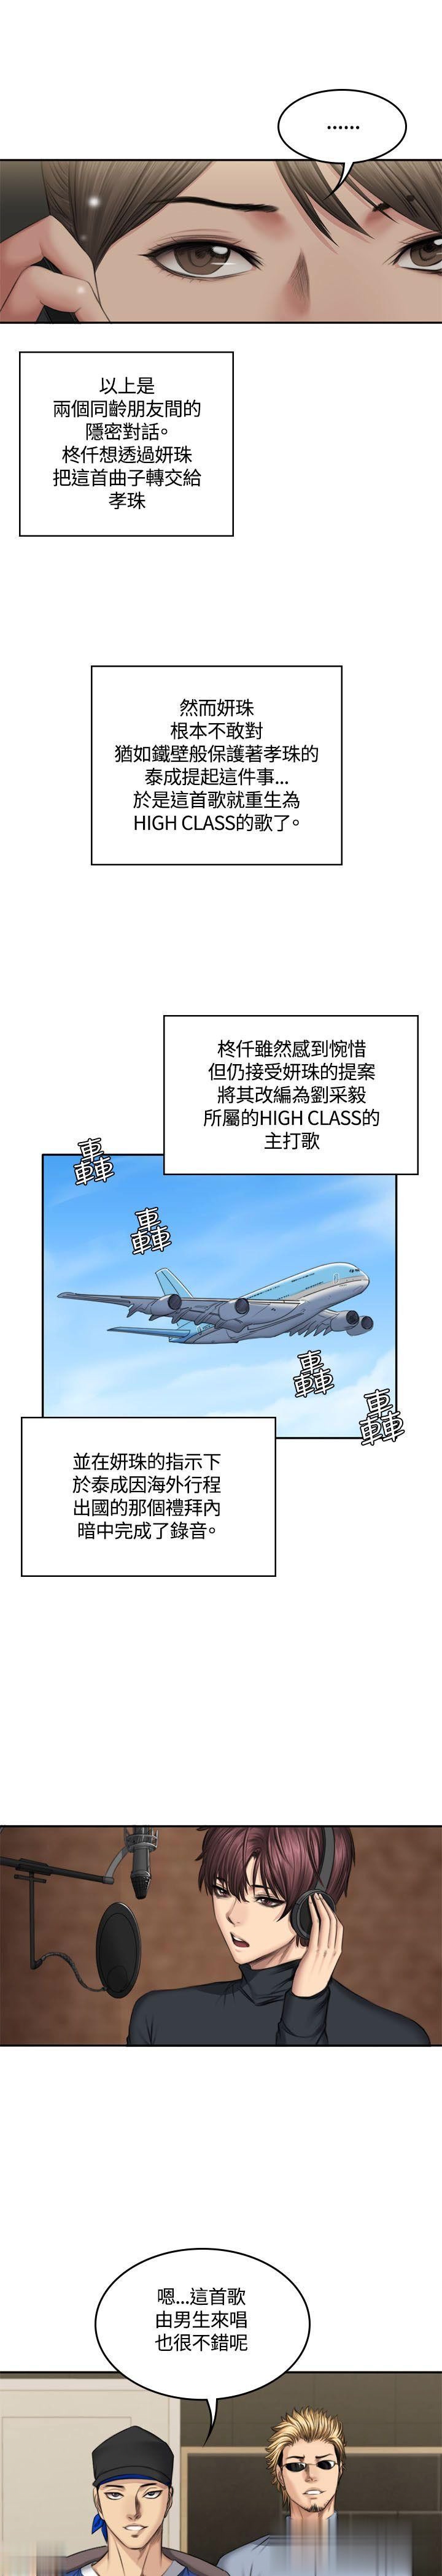 ......
以上是
兩個同齡朋友間的
隱密對話。
柊仟想透過妍珠
把這首曲子轉交給
孝珠
然而妍珠
根本不敢對
猶如鐵壁般保護著孝珠的
泰成提起這件事...
於是這首歌就重生為
HIGH CLASS的歌了。
柊仟雖然感到惋惜
但仍接受妍珠的提案
將其改編為劉采毅
所屬的HIGH CLASS的
主打歌
轟
轟
轟
轟
並在妍珠的指示下
於泰成因海外行程
出國的那個禮拜內
暗中完成了錄音。
嗯...這首歌
由男生來唱
也很不錯呢